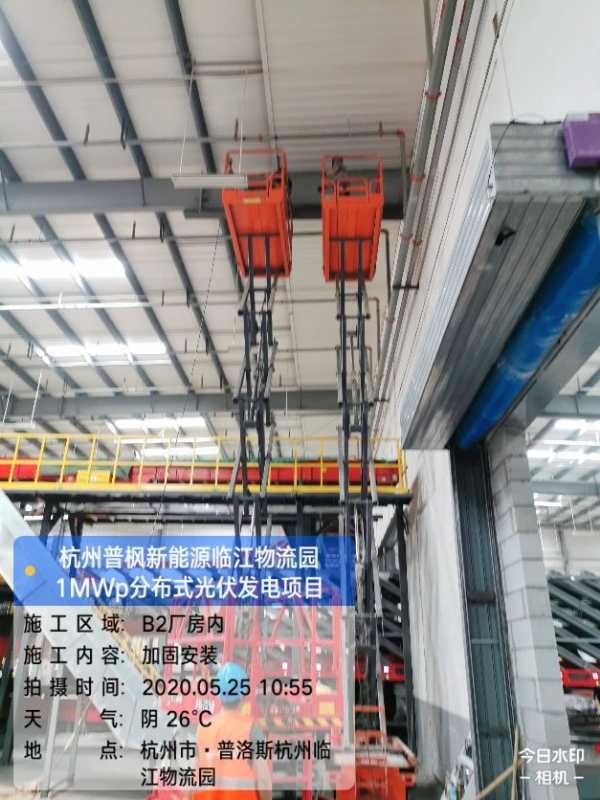 杭州普枫新能源临江物流园
1MWp分布式光伏发电项目
施工区域: B2厂房内
施工内容: 加固安装
拍摄时间: 2020.05.25 10:55
天气: 阴 26℃
地点: 杭州市·普洛斯杭州临
江物流园
今日水印
-相机-